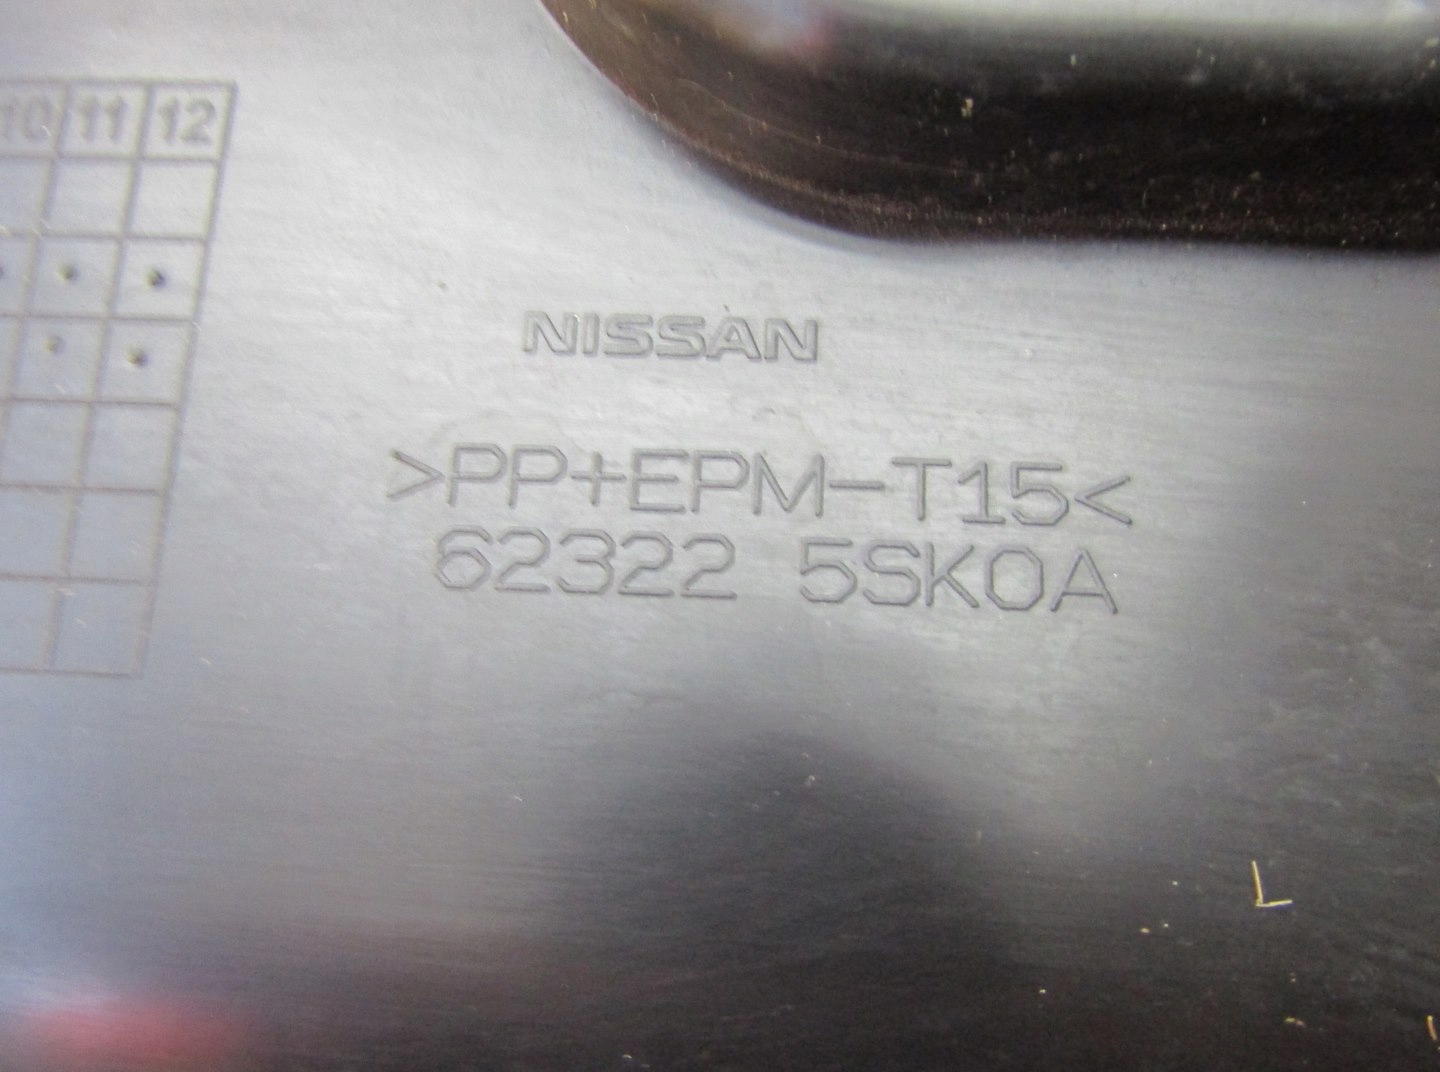 10 11 12
NISSAN
>PP+EPM-T15<
62322 5SK0A